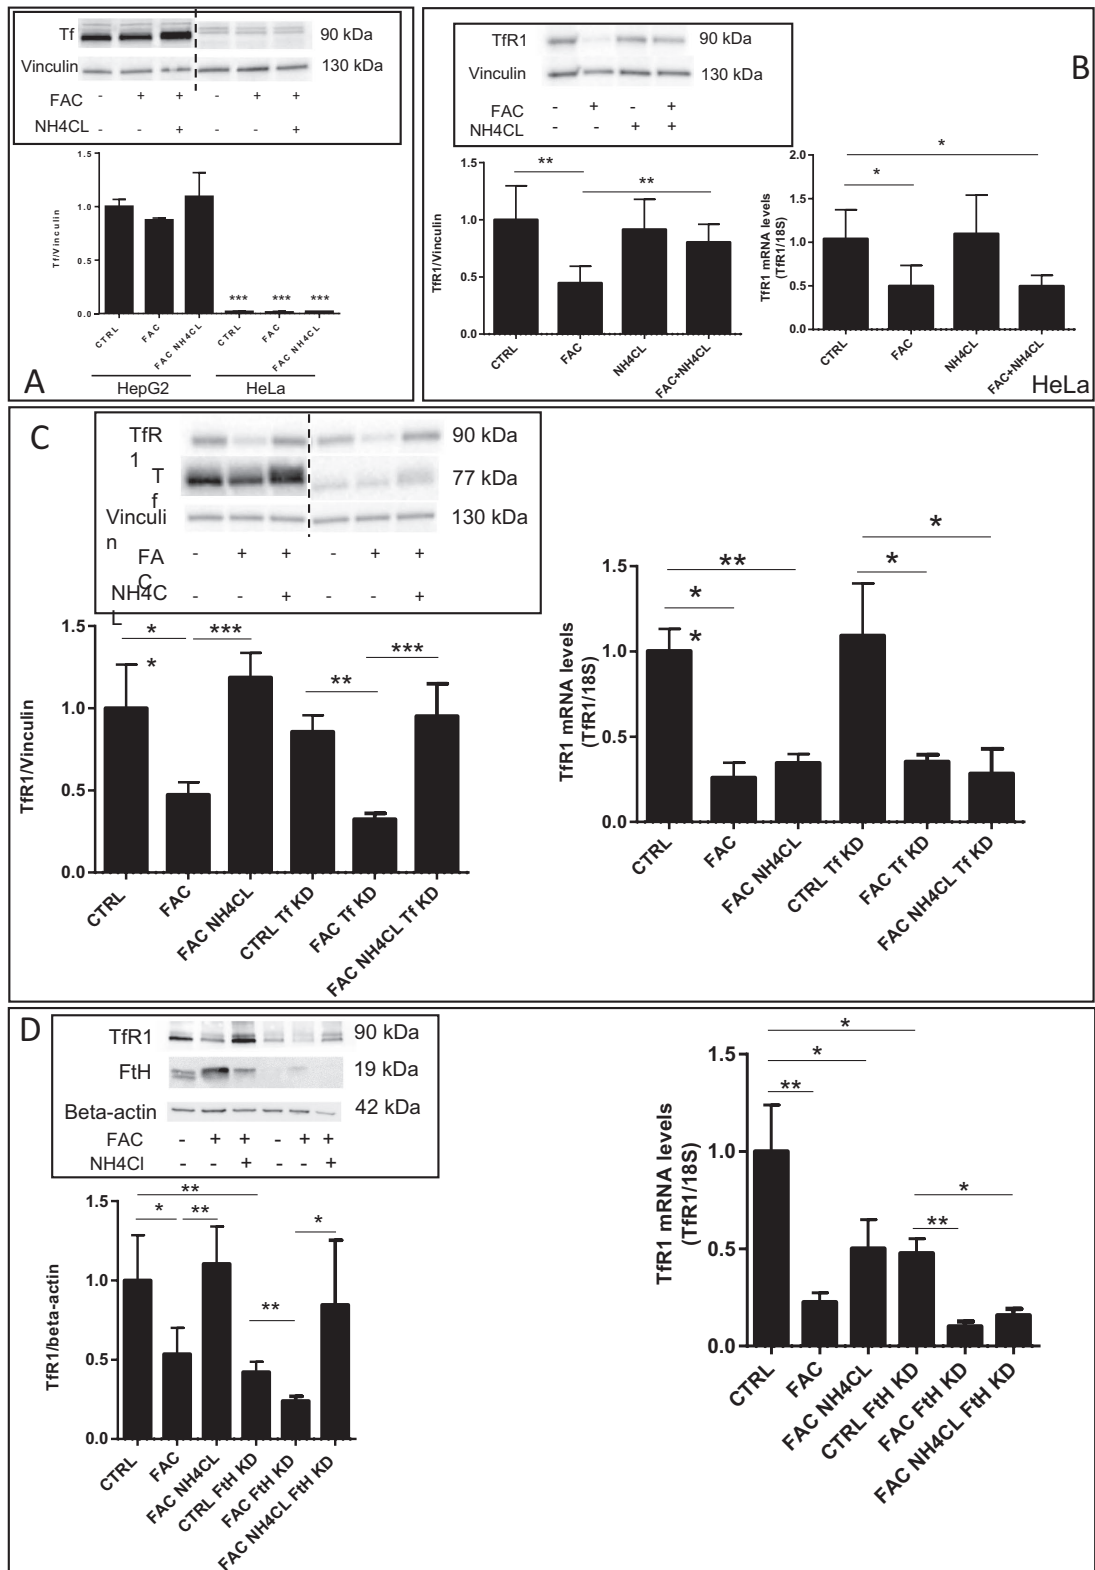 Tf 90 kDa
Vinculin 130 kDa
FAC - + + - + +
NH4CL - - + - - +
Tf/Vinculin
1.5
1.0
0.5
0.0
*** *** ***
CTRL FAC FAC NH4CL CTRL FAC FAC NH4CL
HepG2 HeLa
A
TfR1 90 kDa
Vinculin 130 kDa
B
FAC - + - +
NH4CL - - + +
TfR1/Vinculin
1.5
1.0
0.5
0.0
** **
CTRL FAC NH4CL FAC+NH4CL
TfR1 mRNA levels
(TfR1/18S)
2.0
1.5
1.0
0.5
0.0
* *
CTRL FAC NH4CL FAC+NH4CL
HeLa
C
TfR
1
90 kDa
T
f
77 kDa
Vinculi
n
130 kDa
FA
C
- + + - + +
NH4C
L
- - + - - +
TfR1/Vinculin
1.5
1.0
0.5
0.0
* *** ** ***
*
CTRL FAC FAC NH4CL CTRL Tf KD FAC Tf KD FAC NH4CL Tf KD
TfR1 mRNA levels
(TfR1/18S)
1.5
1.0
0.5
0.0
** * * *
*
CTRL FAC FAC NH4CL CTRL Tf KD FAC Tf KD FAC NH4CL Tf KD
D
TfR1 90 kDa
FtH 19 kDa
Beta-actin 42 kDa
FAC - + + - + +
NH4Cl - - + - - +
TfR1/beta-actin
1.5
1.0
0.5
0.0
**
* ** *
**
CTRL FAC FAC NH4CL CTRL FtH KD FAC FtH KD FAC NH4CL FtH KD
TfR1 mRNA levels
(TfR1/18S)
1.5
1.0
0.5
0.0
*
*
**
*
**
CTRL FAC FAC NH4CL CTRL FtH KD FAC FtH KD FAC NH4CL FtH KD